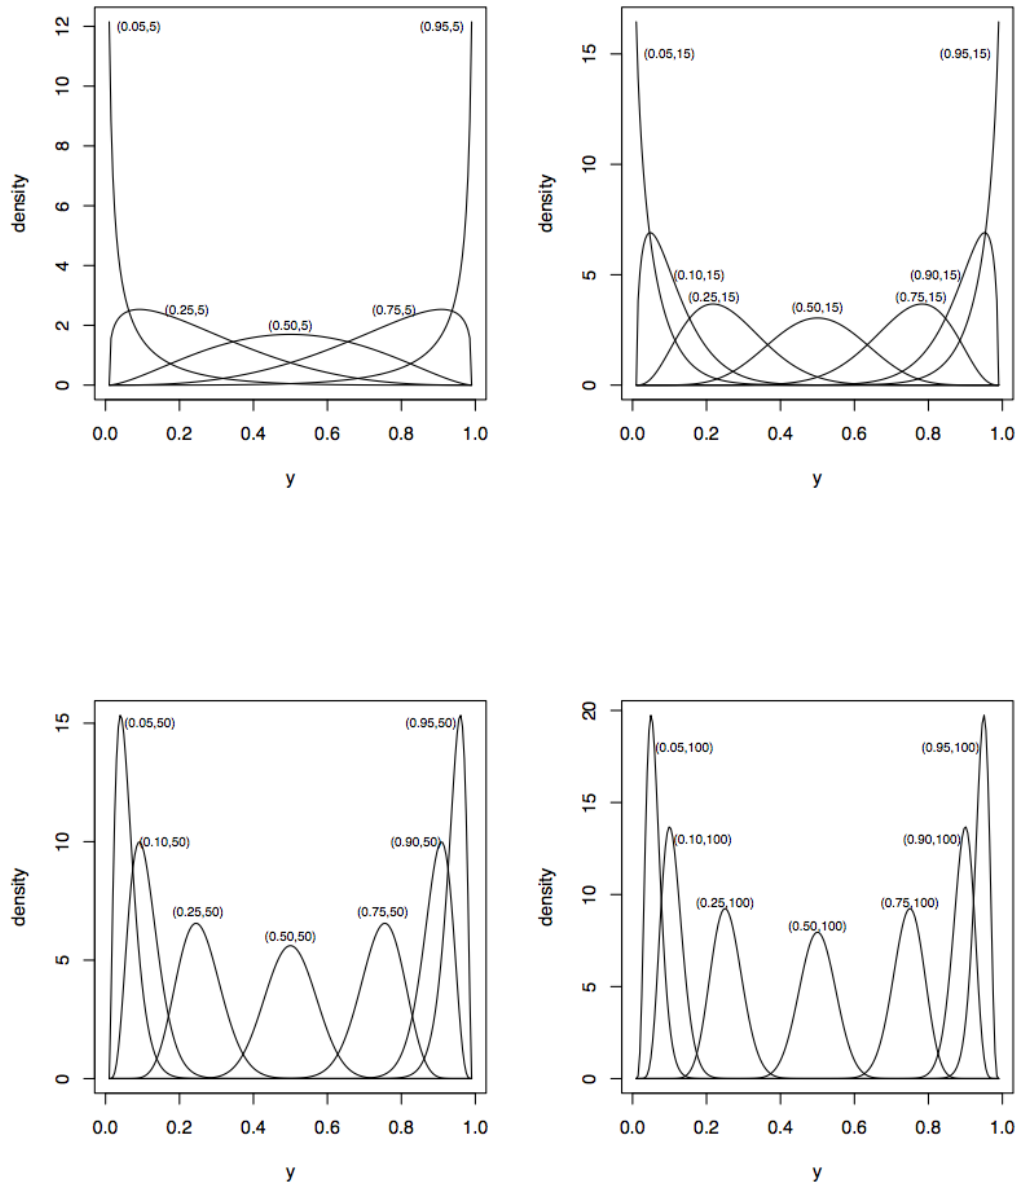 (0.05,5) (0.95,5)
(0.25,5) (0.75,5)
(0.50,5)
density
12
10
8
6
4
2
0
0.0 0.2 0.4 0.6 0.8 1.0
y
(0.05,15) (0.95,15)
(0.10,15) (0.90,15)
(0.25,15) (0.75,15)
(0.50,15)
density
15
10
5
0
0.0 0.2 0.4 0.6 0.8 1.0
y
(0.05,50) (0.95,50)
(0.10,50) (0.90,50)
(0.25,50) (0.75,50)
(0.50,50)
density
15
10
5
0
0.0 0.2 0.4 0.6 0.8 1.0
y
(0.05,100) (0.95,100)
(0.10,100) (0.90,100)
(0.25,100) (0.75,100)
(0.50,100)
density
20
15
10
5
0
0.0 0.2 0.4 0.6 0.8 1.0
y